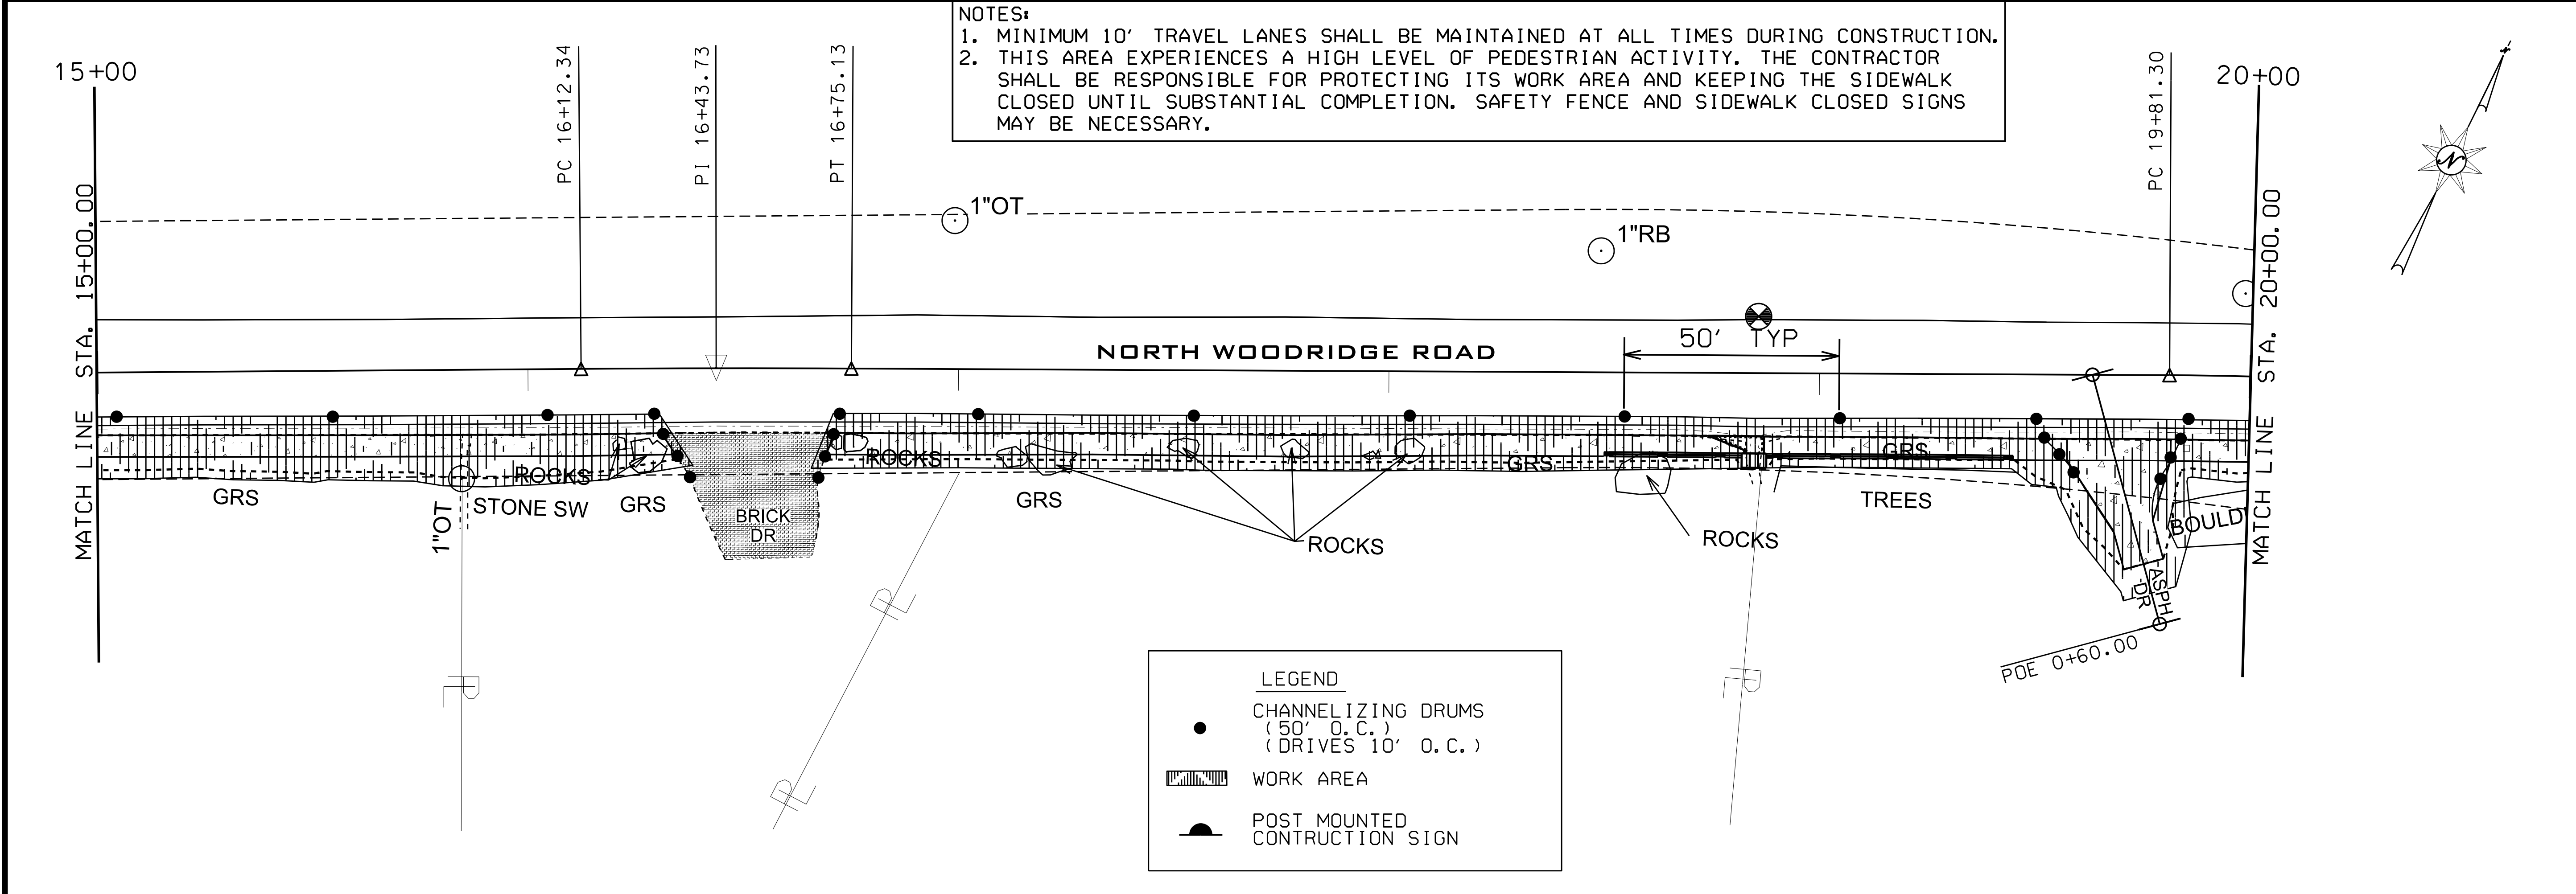 NOTES:
1. MINIMUM 10' TRAVEL LANES SHALL BE MAINTAINED AT ALL TIMES DURING CONSTRUCTION.
2. THIS AREA EXPERIENCES A HIGH LEVEL OF PEDESTRIAN ACTIVITY. THE CONTRACTOR
SHALL BE RESPONSIBLE FOR PROTECTING ITS WORK AREA AND KEEPING THE SIDEWALK
CLOSED UNTIL SUBSTANTIAL COMPLETION. SAFETY FENCE AND SIDEWALK CLOSED SIGNS
MAY BE NECESSARY.
15+00
PC 16+12.34
PI 16+43.73
PT 16+75.13
PC 19+81.30
20+00
N
MATCH LINE STA. 15+00.00
1"OT
1"RB
50' TYP
NORTH WOODRIDGE ROAD
MATCH LINE STA. 20+00.00
GRS
1"OT
ROCKS
STONE SW
GRS
BRICK
DR
ROCKS
GRS
ROCKS
GRS
ROCKS
GRS
TREES
BOULD
ASPH
DR
POE 0+60.00
PL
PL
PL
PL
LEGEND
CHANNELIZING DRUMS
(50' O.C.)
(DRIVES 10' O.C.)
WORK AREA
POST MOUNTED
CONTRUCTION SIGN